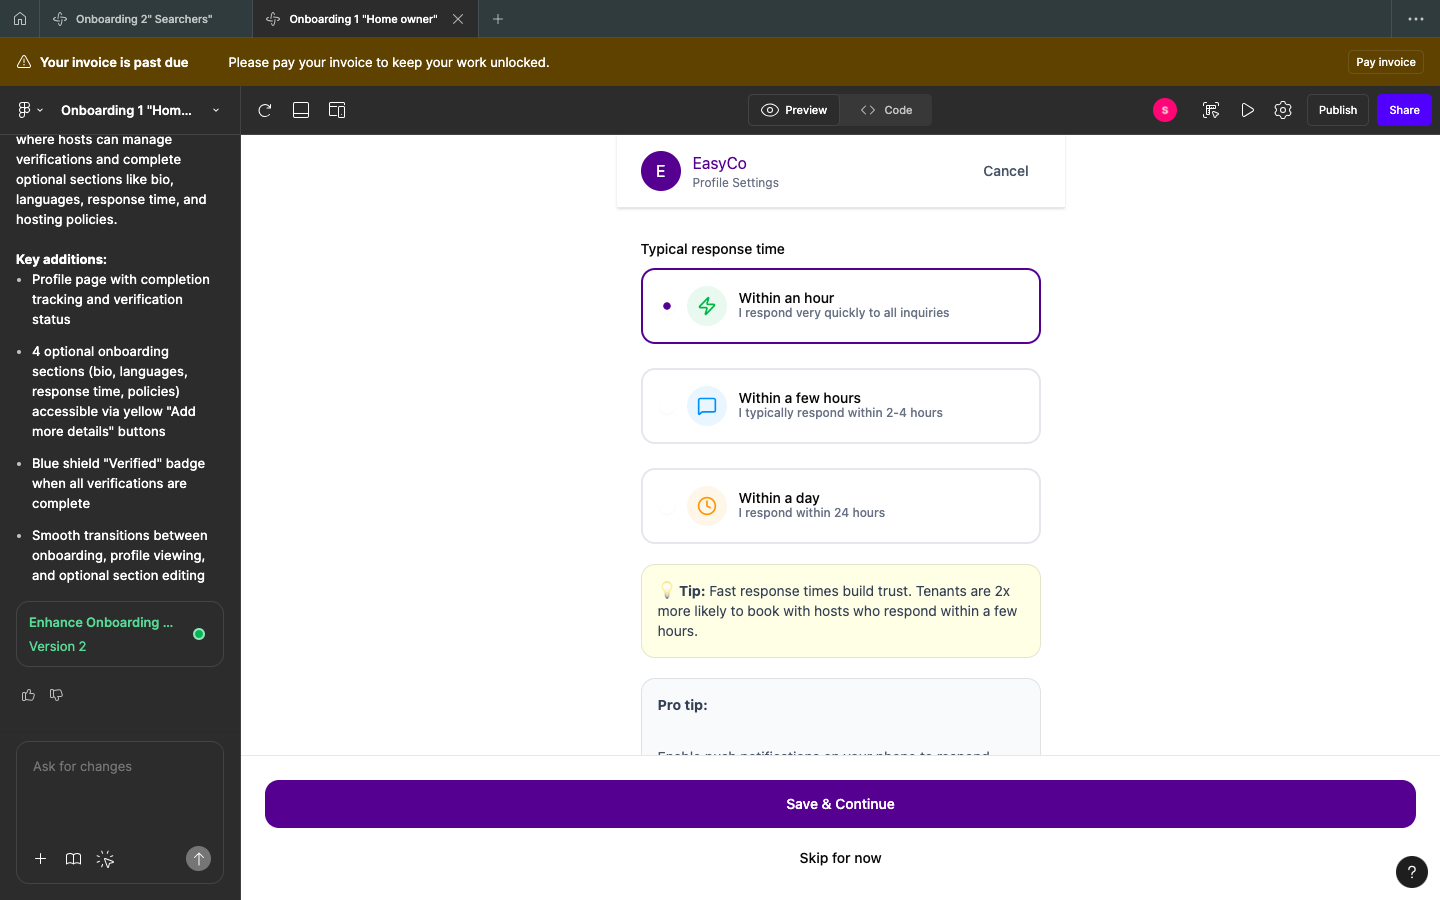 Onboarding 2" Searchers"
Onboarding 1 "Home owner"
Your invoice is past due
Please pay your invoice to keep your work unlocked.
Pay invoice
Onboarding 1 "Hom...
Preview
Code
S
Publish
Share
where hosts can manage
verifications and complete
optional sections like bio,
languages, response time, and
hosting policies.
Key additions:
• Profile page with completion
tracking and verification
status
• 4 optional onboarding
sections (bio, languages,
response time, policies)
accessible via yellow "Add
more details" buttons
• Blue shield "Verified" badge
when all verifications are
complete
• Smooth transitions between
onboarding, profile viewing,
and optional section editing
Enhance Onboarding ...
Version 2
Ask for changes
E
EasyCo
Profile Settings
Cancel
Typical response time
Within an hour
I respond very quickly to all inquiries
Within a few hours
I typically respond within 2-4 hours
Within a day
I respond within 24 hours
💡 Tip: Fast response times build trust. Tenants are 2x
more likely to book with hosts who respond within a few
hours.
Pro tip:
Enable push notifications on your phone to respond
Save & Continue
Skip for now
?